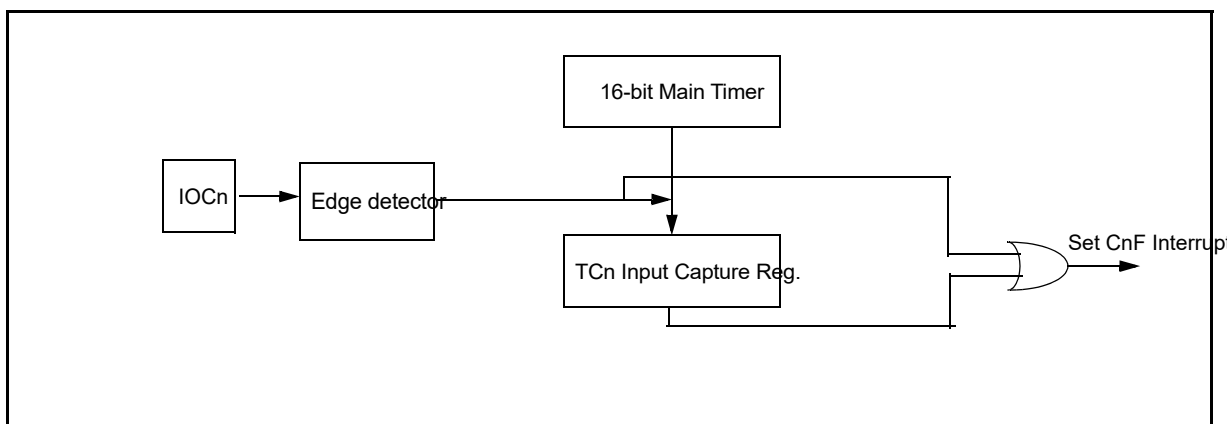 16-bit Main Timer
IOCn
Edge detector
TCn Input Capture Reg.
Set CnF Interrupt